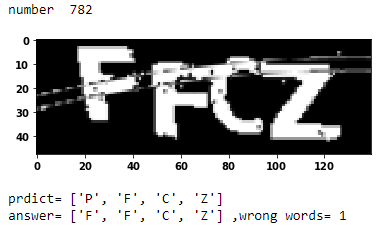 number 782
0
10
20
30
40
FFCZ
0 20 40 60 80 100 120
prdict= ['P', 'F', 'C', 'Z']
answer= ['F', 'F', 'C', 'Z'] ,wrong words= 1